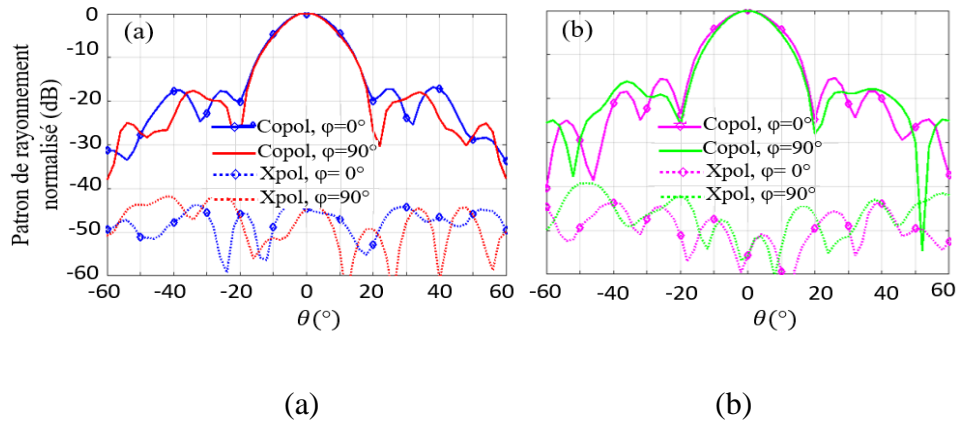 Patron de rayonnement
normalisé (dB)
0
-10
-20
-30
-40
-50
-60
(a)
Copol, φ=0°
Copol, φ=90°
Xpol, φ= 0°
Xpol, φ=90°
-60 -40 -20 0 20 40 60
θ(°)
(b)
Copol, φ=0°
Copol, φ=90°
Xpol, φ= 0°
Xpol, φ=90°
-60 -40 -20 0 20 40 60
θ(°)
(a) (b)